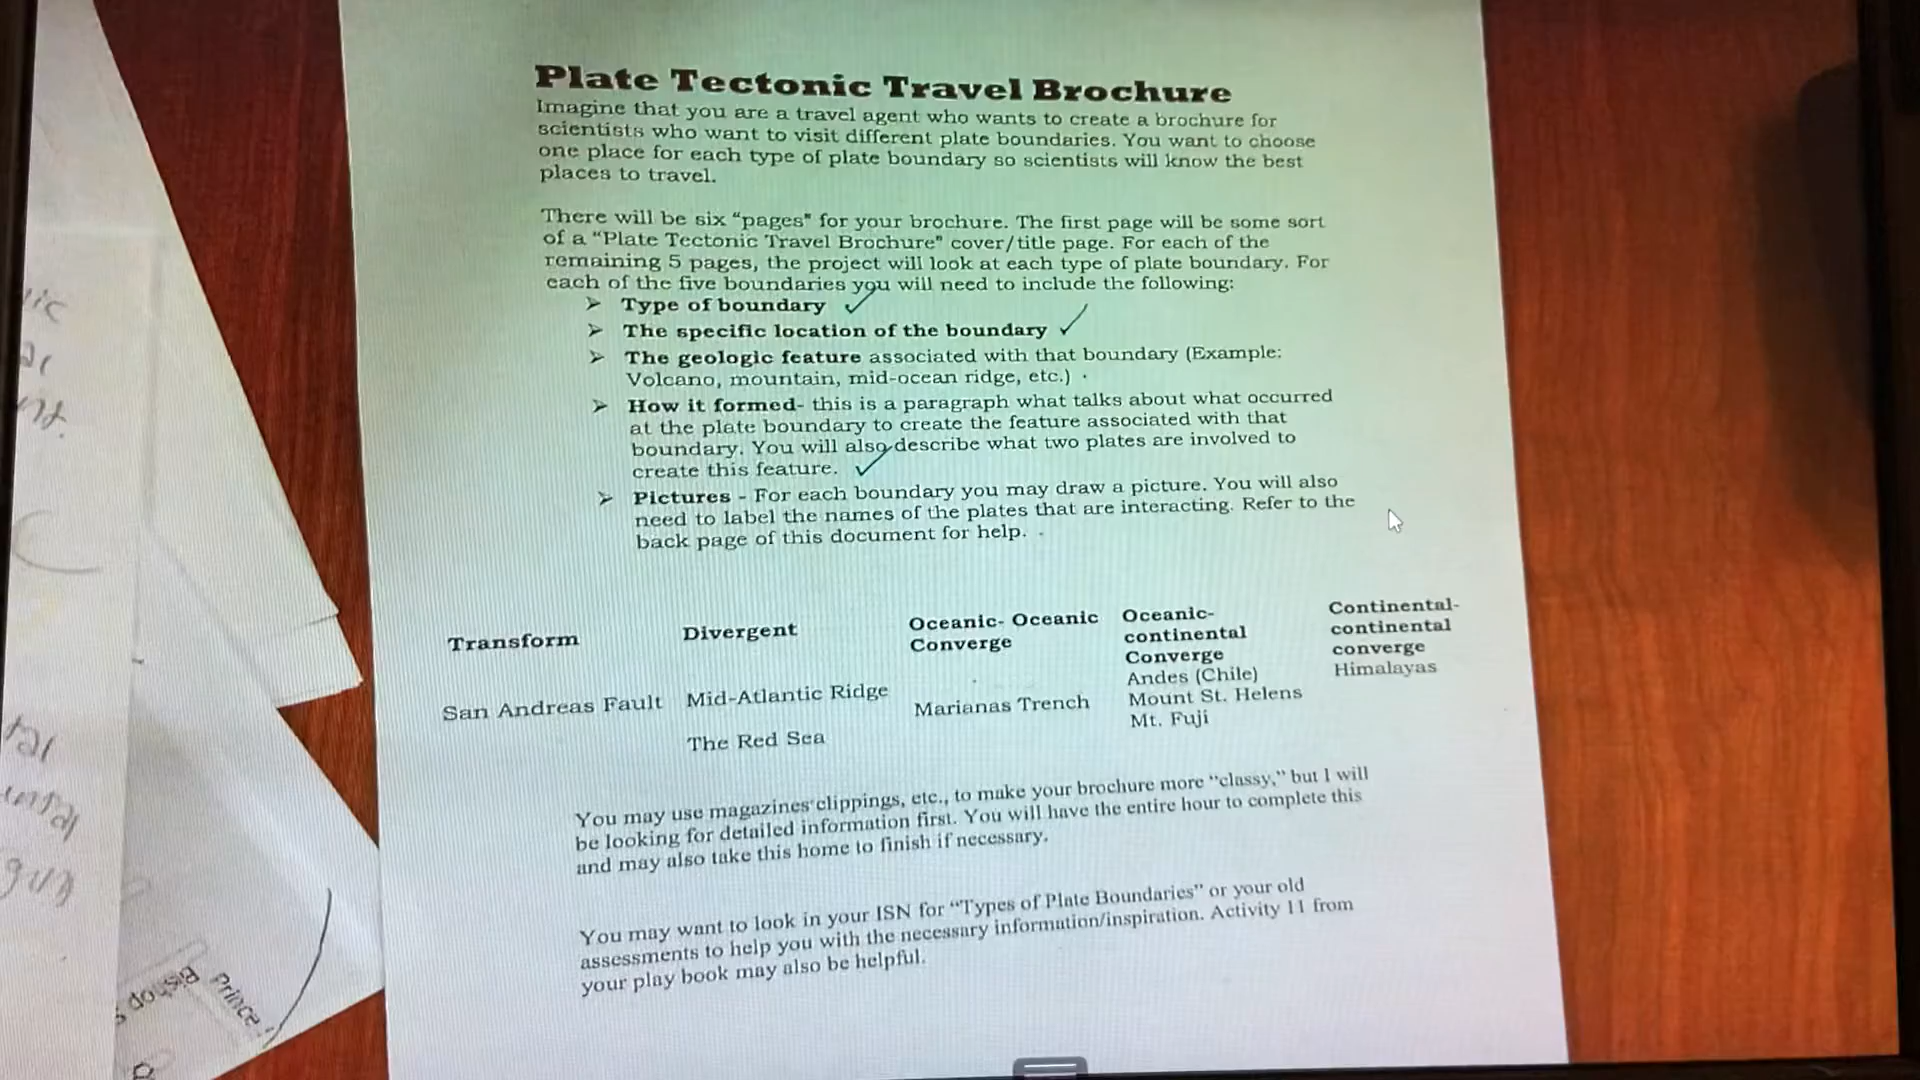 Plate Tectonic Travel Brochure
Imagine that you are a travel agent who wants to create a brochure for
scientists who want to visit different plate boundaries. You want to choose
one place for each type of plate boundary so scientists will know the best
places to travel.
There will be six “pages” for your brochure. The first page will be some sort
of a “Plate Tectonic Travel Brochure” cover/title page. For each of the
remaining 5 pages, the project will look at each type of plate boundary. For
each of the five boundaries you will need to include the following:
➢ Type of boundary ✓
➢ The specific location of the boundary ✓
➢ The geologic feature associated with that boundary (Example:
Volcano, mountain, mid-ocean ridge, etc.)
➢ How it formed- this is a paragraph what talks about what occurred
at the plate boundary to create the feature associated with that
boundary. You will also describe what two plates are involved to
create this feature. ✓
➢ Pictures - For each boundary you may draw a picture. You will also
need to label the names of the plates that are interacting. Refer to the
back page of this document for help.
Transform
San Andreas Fault
Divergent
Mid-Atlantic Ridge
The Red Sea
Oceanic- Oceanic
Converge
Marianas Trench
Oceanic-
continental
Converge
Andes (Chile)
Mount St. Helens
Mt. Fuji
Continental-
continental
converge
Himalayas
You may use magazines clippings, etc., to make your brochure more “classy,” but I will
be looking for detailed information first. You will have the entire hour to complete this
and may also take this home to finish if necessary.
You may want to look in your ISN for “Types of Plate Boundaries” or your old
assessments to help you with the necessary information/inspiration. Activity 11 from
your play book may also be helpful.
Prince